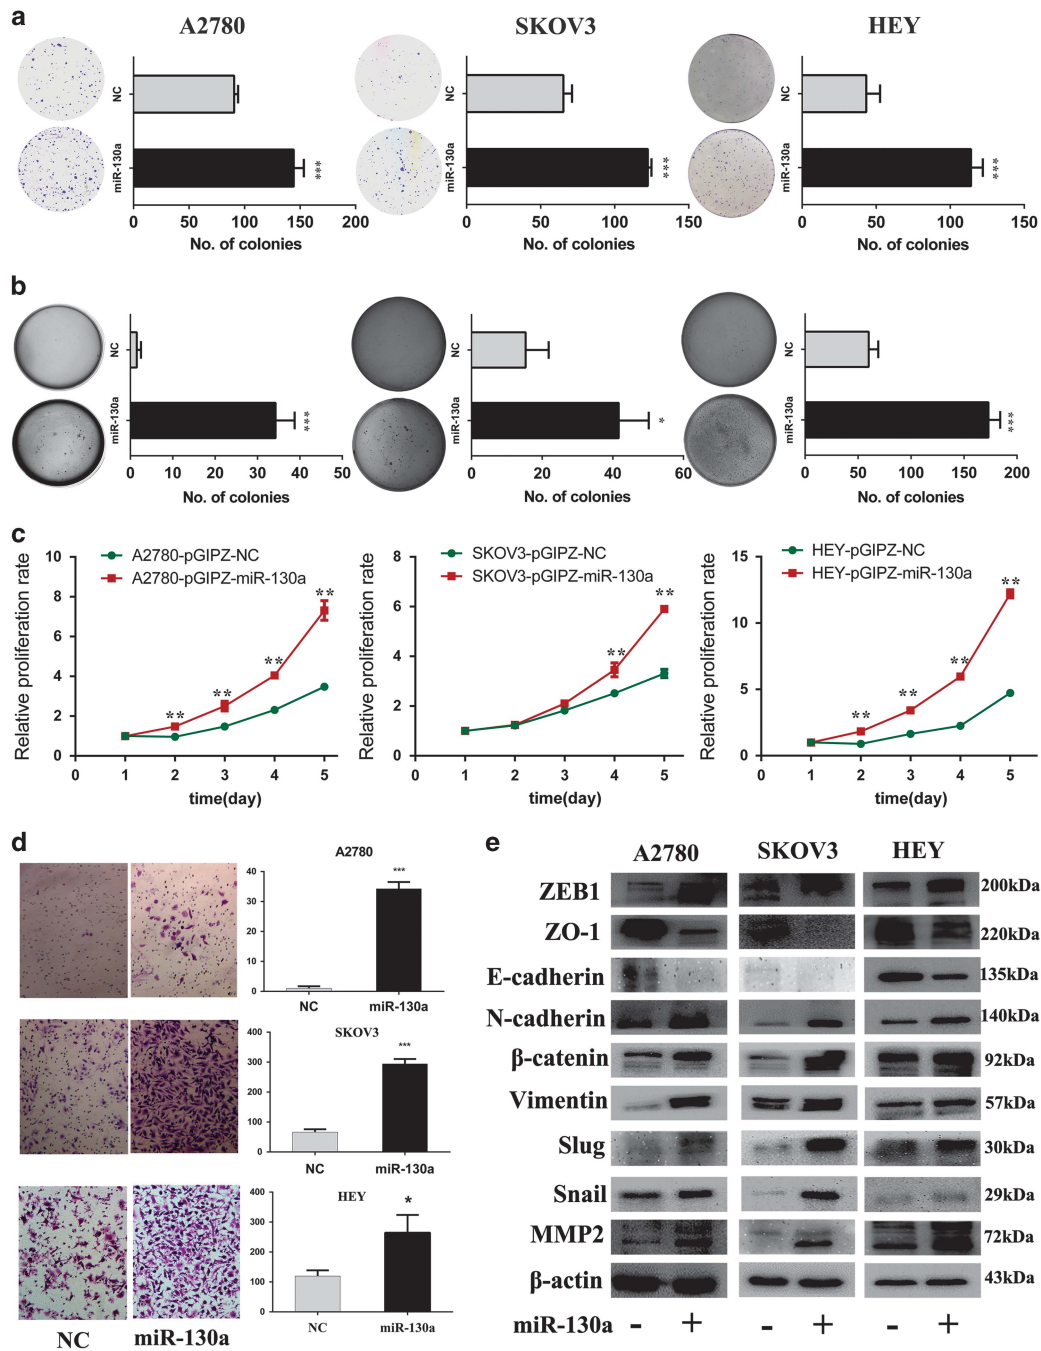 a
A2780 SKOV3 HEY
NC
miR-130a
***
0 50 100 150 200
No. of colonies
NC
miR-130a
***
0 50 100 150
No. of colonies
NC
miR-130a
***
0 50 100 150
No. of colonies
b
NC
miR-130a
***
0 10 20 30 40 50
No. of colonies
NC
miR-130a
*
0 20 40 60
No. of colonies
NC
miR-130a
***
0 50 100 150 200
No. of colonies
c
Relative proliferation rate
10
8
6
4
2
0
A2780-pGIPZ-NC
A2780-pGIPZ-miR-130a
** ** ** **
0 1 2 3 4 5
time(day)
Relative proliferation rate
8
6
4
2
0
SKOV3-pGIPZ-NC
SKOV3-pGIPZ-miR-130a
** **
0 1 2 3 4 5
time(day)
Relative proliferation rate
15
10
5
0
HEY-pGIPZ-NC
HEY-pGIPZ-miR-130a
** ** ** **
0 1 2 3 4 5
time(day)
d
A2780
40
30
20
10
0
***
NC miR-130a
SKOV3
400
300
200
100
0
***
NC miR-130a
HEY
400
300
200
100
0
*
NC miR-130a
NC miR-130a
e
A2780 SKOV3 HEY
ZEB1 200kDa
ZO-1 220kDa
E-cadherin 135kDa
N-cadherin 140kDa
β-catenin 92kDa
Vimentin 57kDa
Slug 30kDa
Snail 29kDa
MMP2 72kDa
β-actin 43kDa
miR-130a - + - + - +